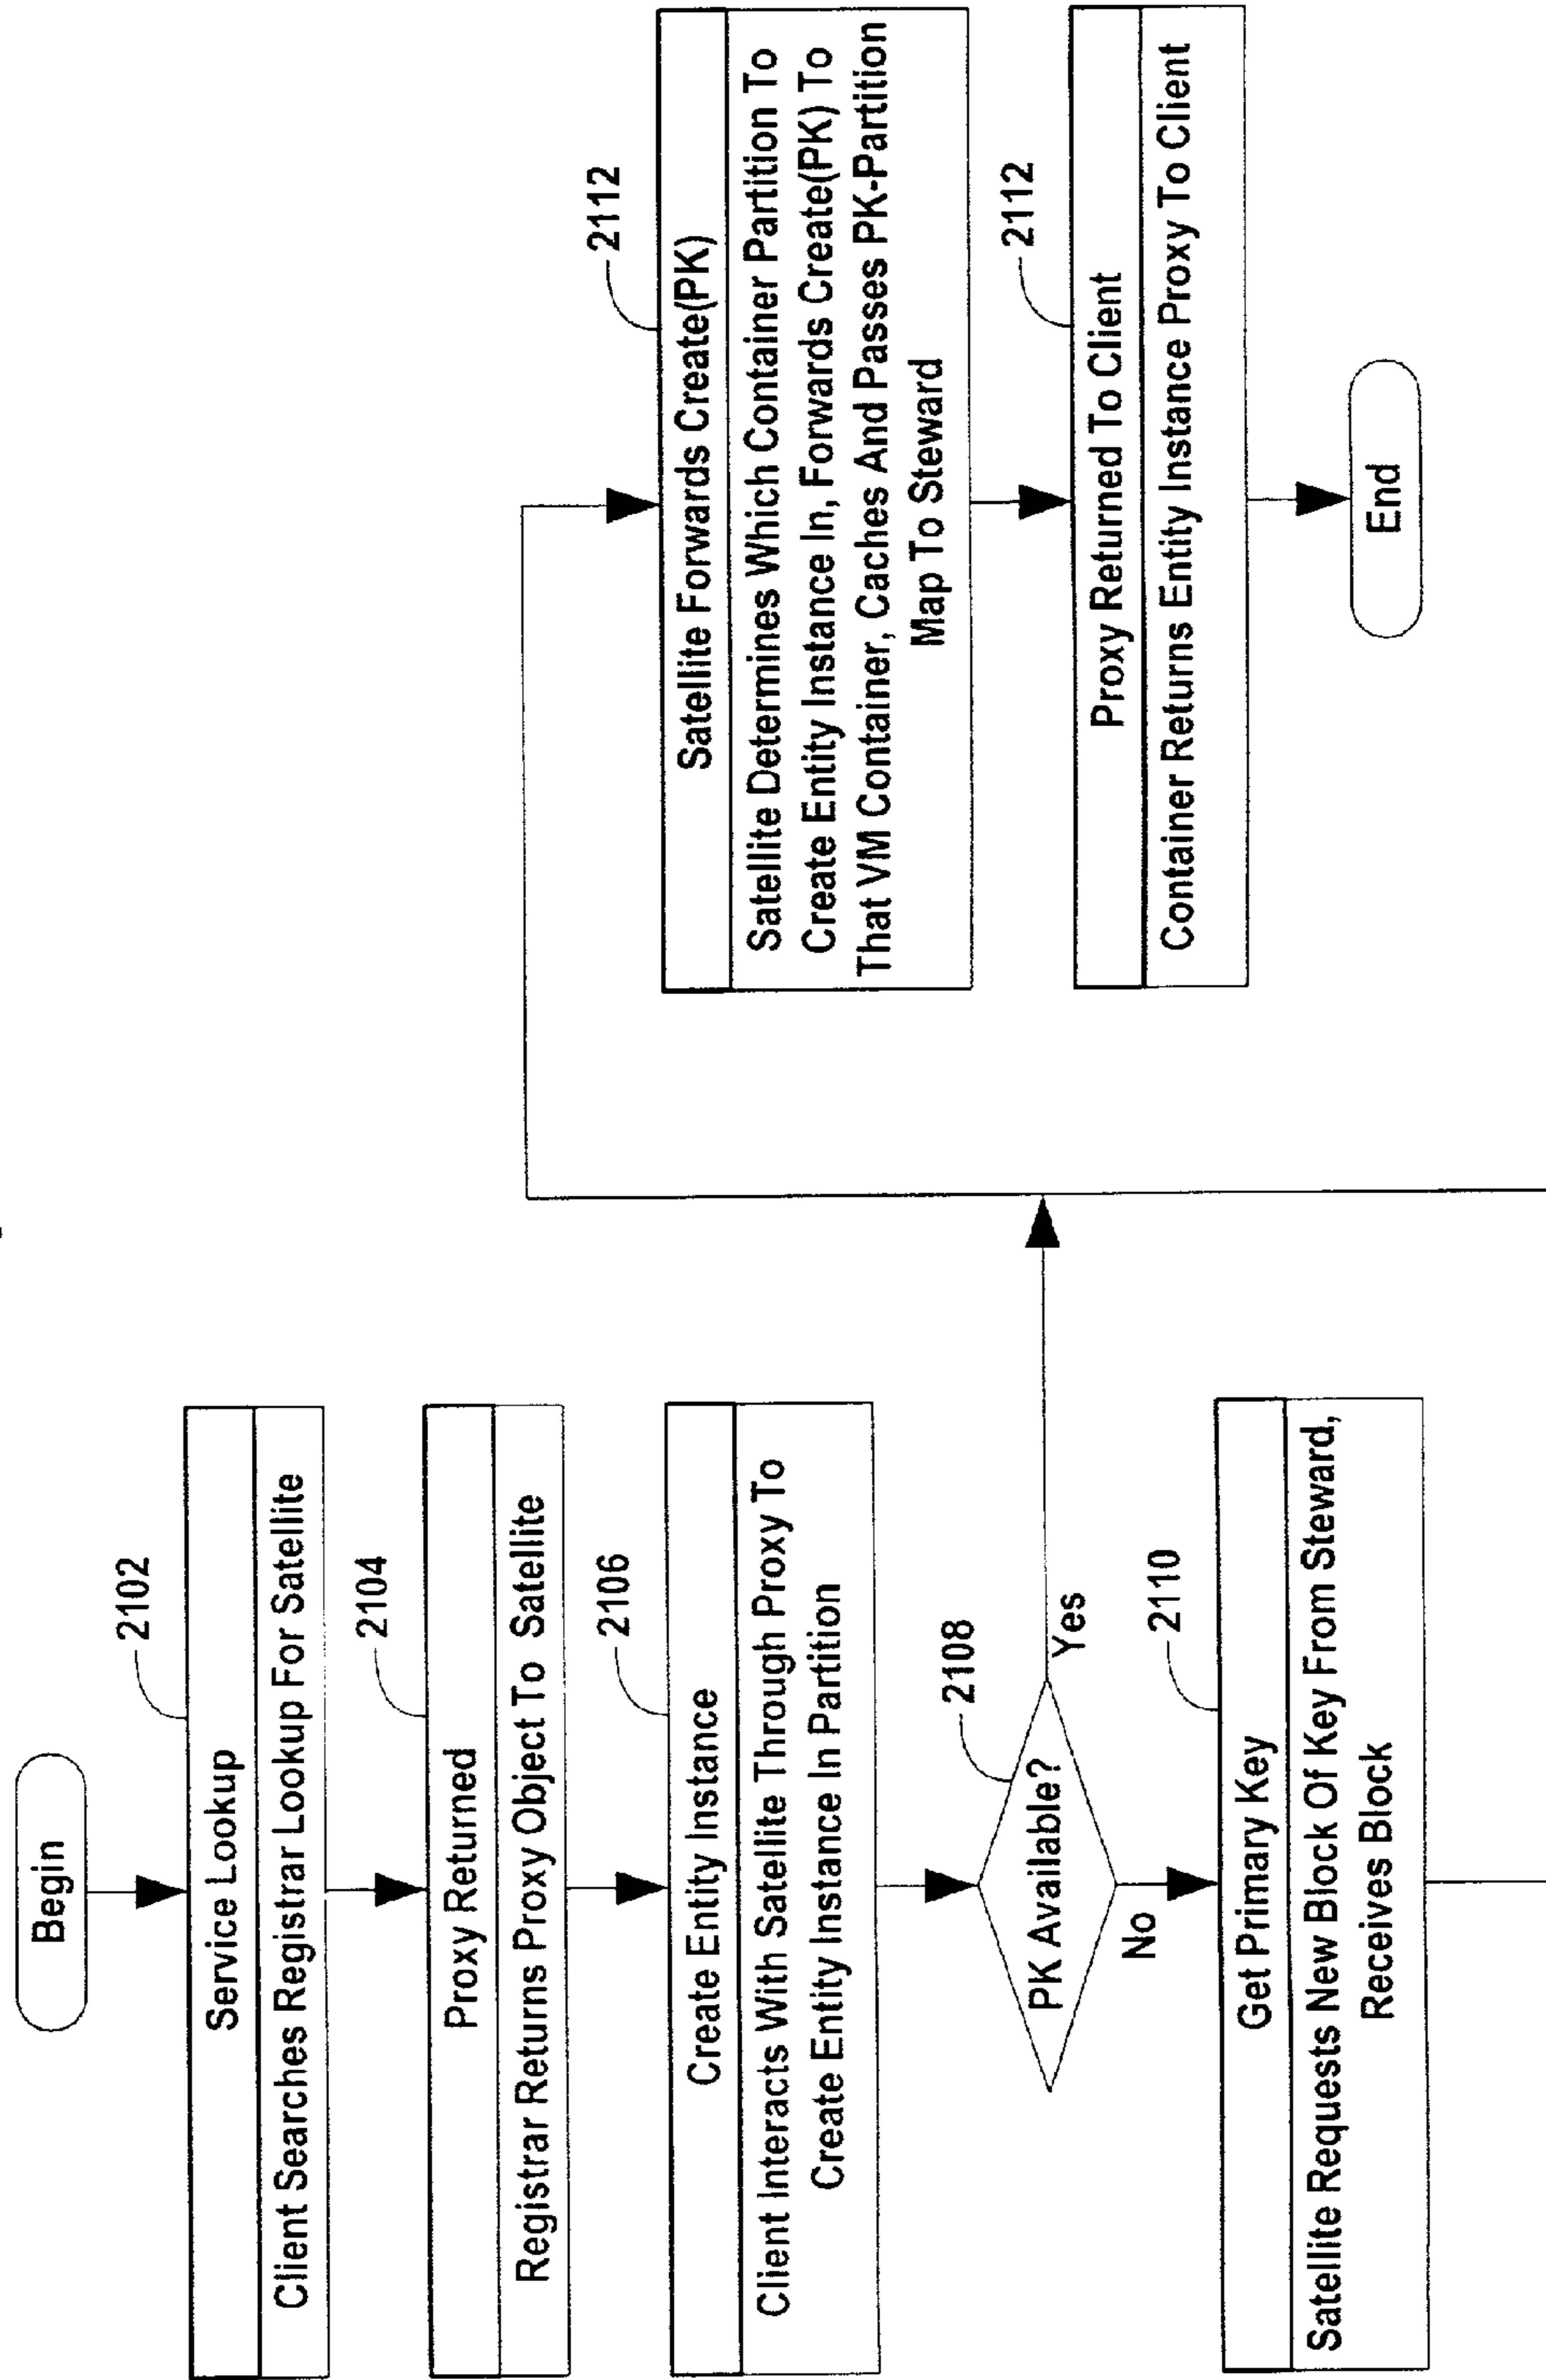 Begin
2102
Service Lookup
Client Searches Registrar Lookup For Satellite
2104
Proxy Returned
Registrar Returns Proxy Object To Satellite
2106
Create Entity Instance
Client Interacts With Satellite Through Proxy To
Create Entity Instance In Partition
2108
PK Available?
Yes
No
2110
Get Primary Key
Satellite Requests New Block Of Key From Steward,
Receives Block
2112
Satellite Forwards Create(PK)
Satellite Determines Which Container Partition To
Create Entity Instance In, Forwards Create(PK) To
That VM Container, Caches And Passes PK-Partition
Map To Steward
2112
Proxy Returned To Client
Container Returns Entity Instance Proxy To Client
End